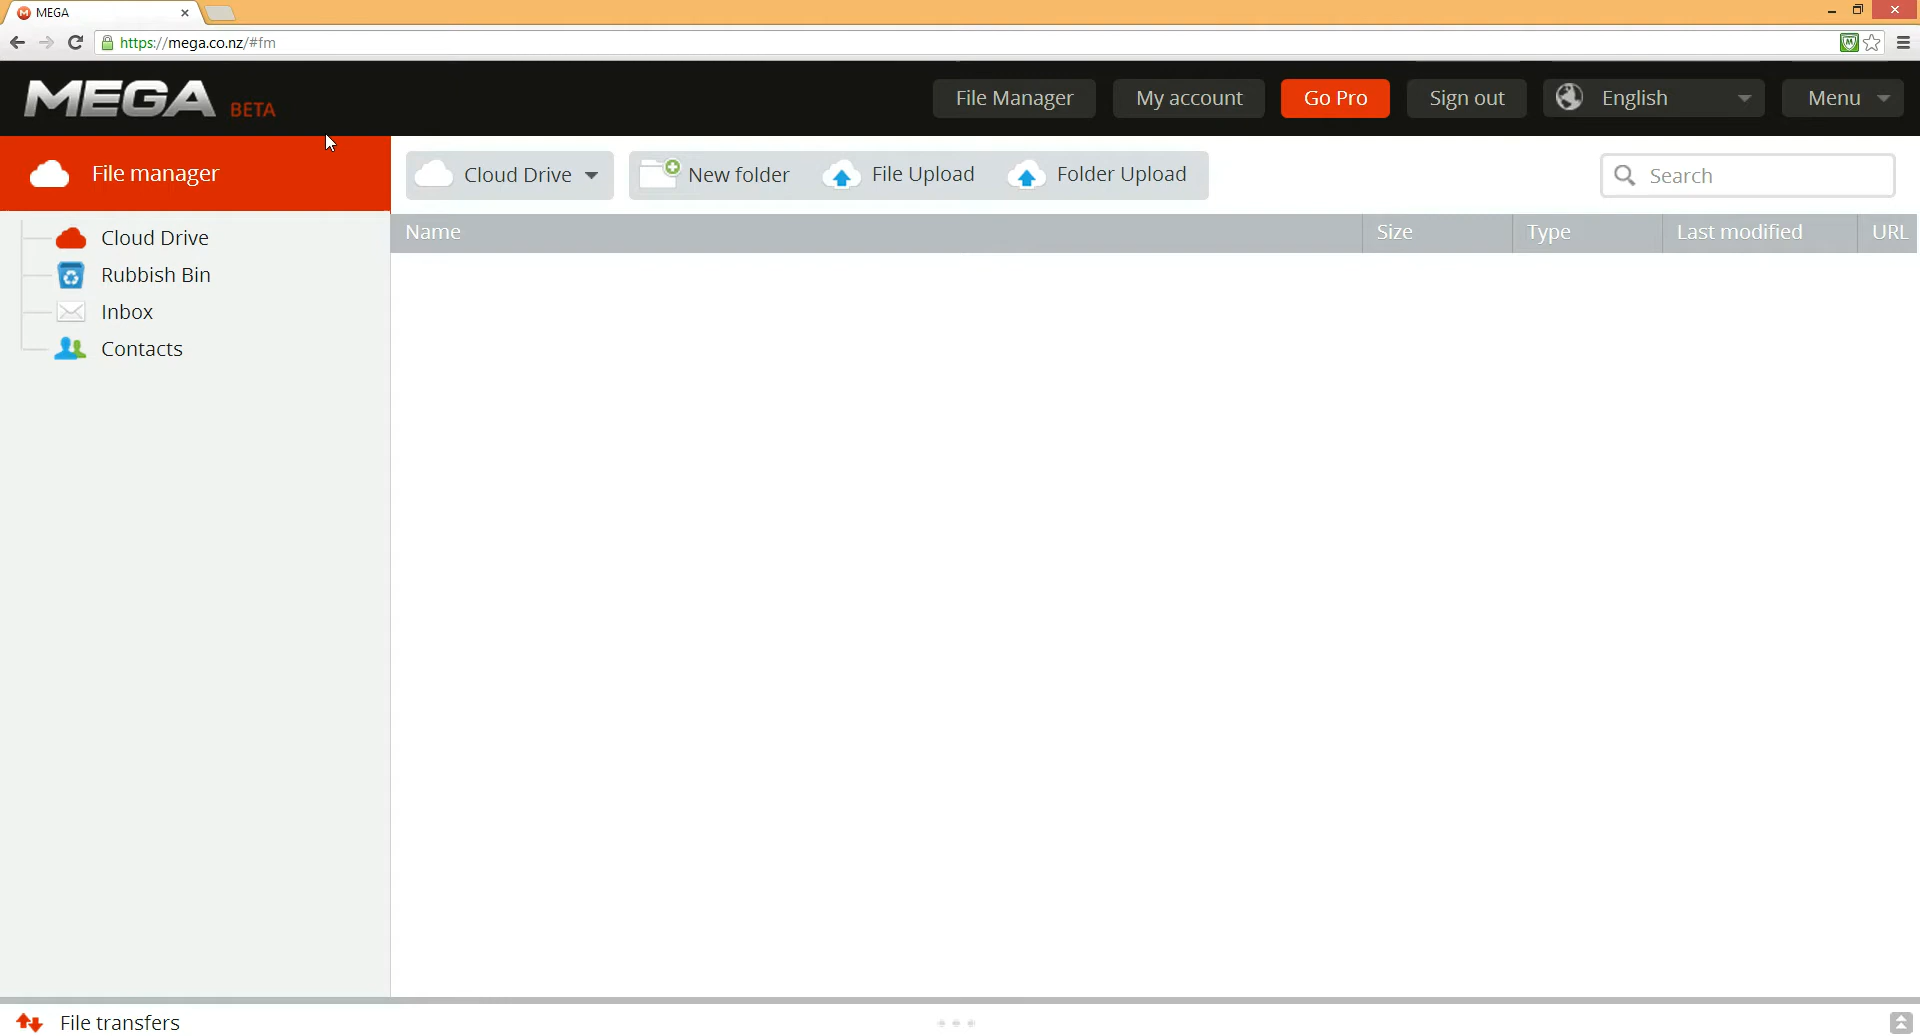 MEGA
https://mega.co.nz/#fm
MEGA BETA
File Manager
My account
Go Pro
Sign out
English
Menu
File manager
Cloud Drive
New folder
File Upload
Folder Upload
Search
Cloud Drive
Rubbish Bin
Inbox
Contacts
Name
Size
Type
Last modified
URL
File transfers